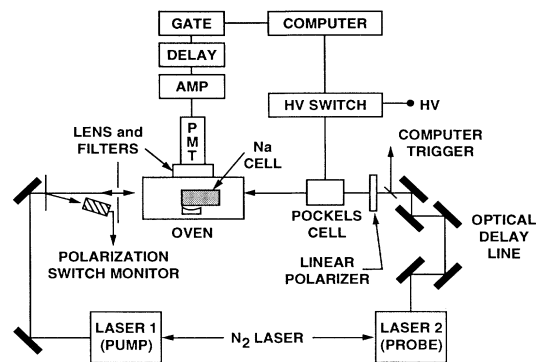 GATE
COMPUTER
DELAY
AMP
HV SWITCH
HV
LENS and
FILTERS
PMT
Na
CELL
COMPUTER
TRIGGER
OVEN
POCKELS
CELL
OPTICAL
DELAY
LINE
POLARIZATION
SWITCH MONITOR
LINEAR
POLARIZER
LASER 1
(PUMP)
N₂ LASER
LASER 2
(PROBE)